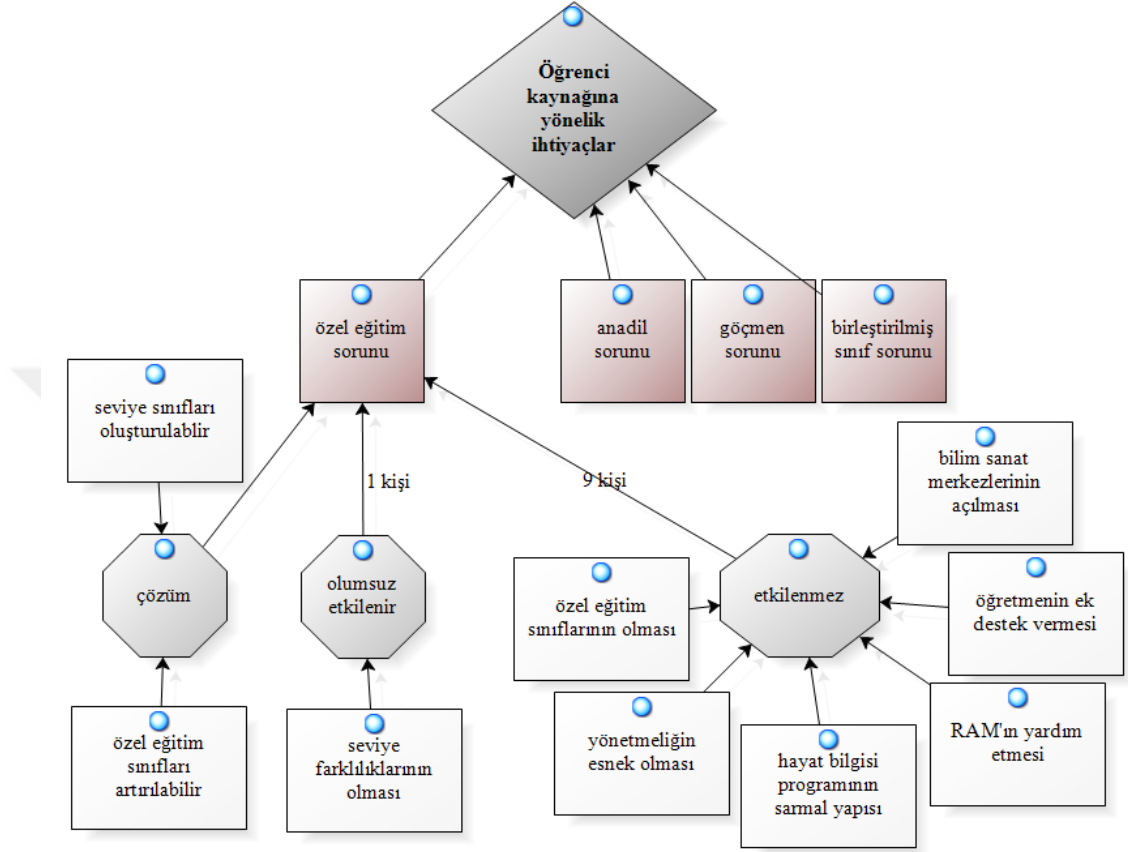 Öğrenci
kaynağına
yönelik
ihtiyaçlar
özel eğitim
sorunu
anadil
sorunu
göçmen
sorunu
birleştirilmiş
sınıf sorunu
seviye sınıfları
oluşturulablir
1 kişi
9 kişi
bilim sanat
merkezlerinin
açılması
çözüm
olumsuz
etkilenir
özel eğitim
sınıflarının olması
etkilenmez
öğretmenin ek
destek vermesi
özel eğitim
sınıfları
artırılabilir
seviye
farklılıklarının
olması
yönetmeliğin
esnek olması
hayat bilgisi
programının
sarmal yapısı
RAM'ın yardım
etmesi